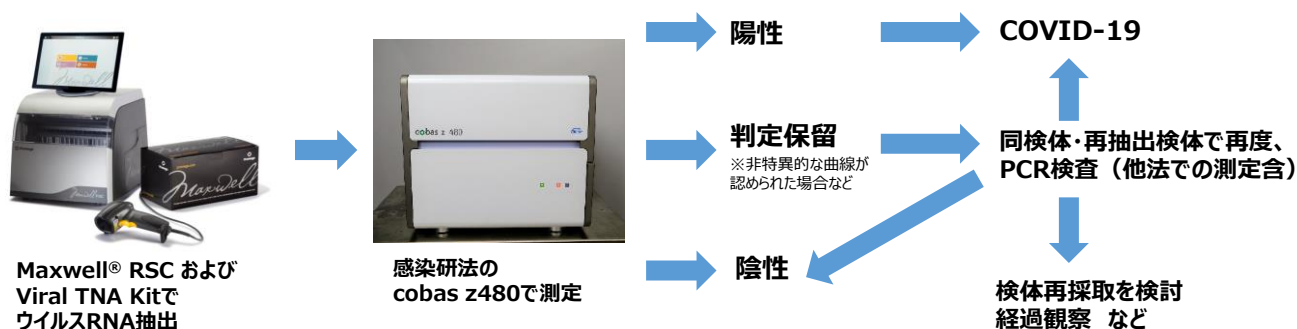 陽性
COVID-19
cobas z 480
Maxwell
判定保留
※非特異的な曲線が
認められた場合など
同検体・再抽出検体で再度、
PCR検査（他法での測定含）
陰性
Maxwell® RSC および
Viral TNA Kitで
ウイルスRNA抽出
感染研法の
cobas z480で測定
検体再採取を検討
経過観察 など